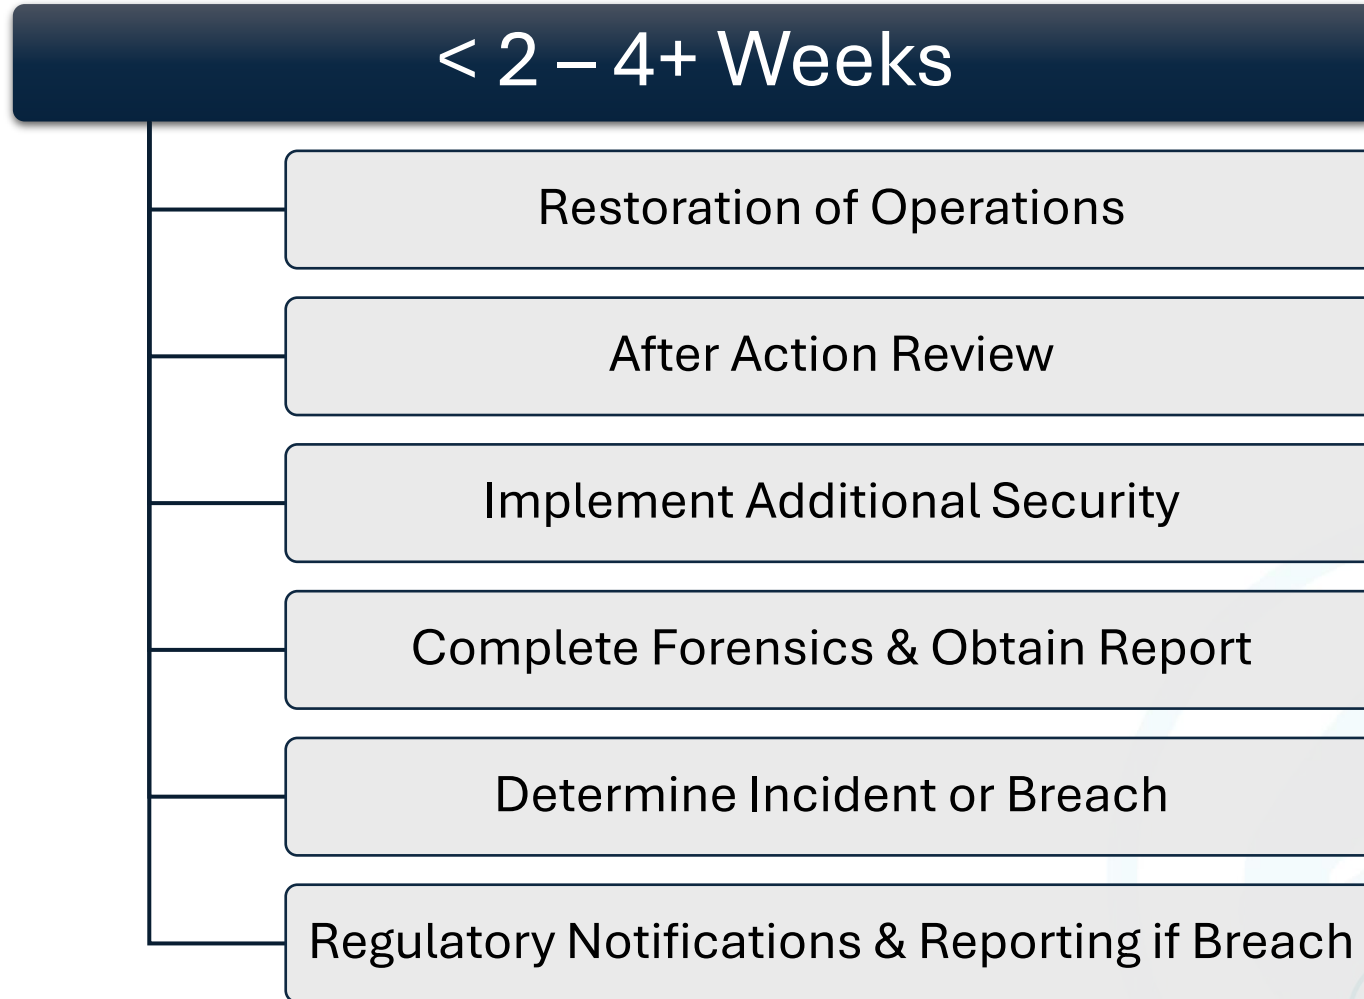 < 2 – 4+ Weeks
Restoration of Operations
After Action Review
Implement Additional Security
Complete Forensics & Obtain Report
Determine Incident or Breach
Regulatory Notifications & Reporting if Breach